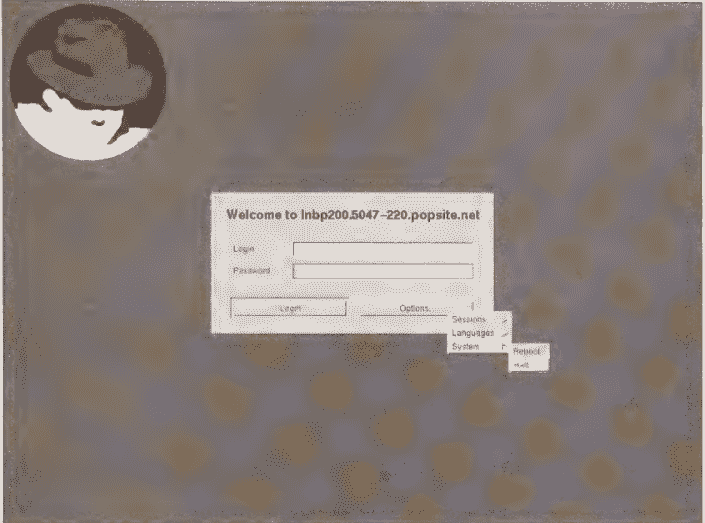 Welcome to lnbp200.5047-220.popsite.net
Login
Password
Login
Options
Sessions
Languages
System
Reboot
Halt